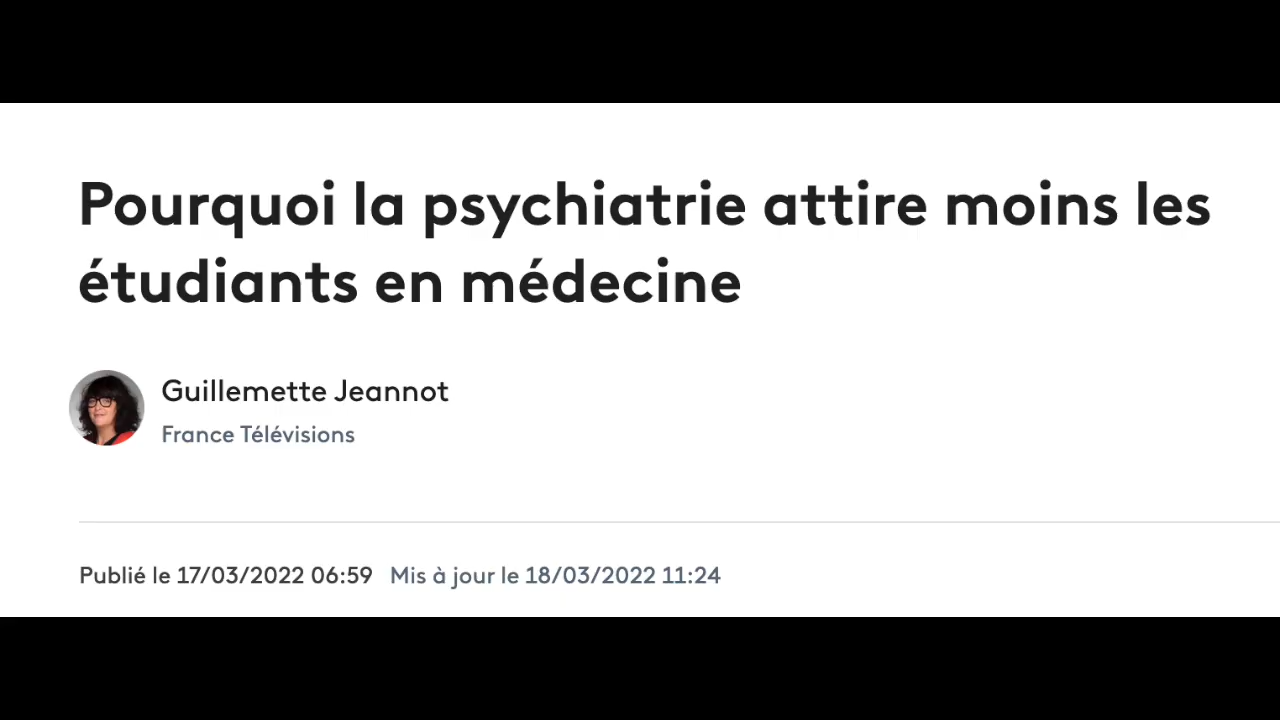 Pourquoi la psychiatrie attire moins les
étudiants en médecine
Guillemette Jeannot
France Télévisions
Publié le 17/03/2022 06:59 Mis à jour le 18/03/2022 11:24